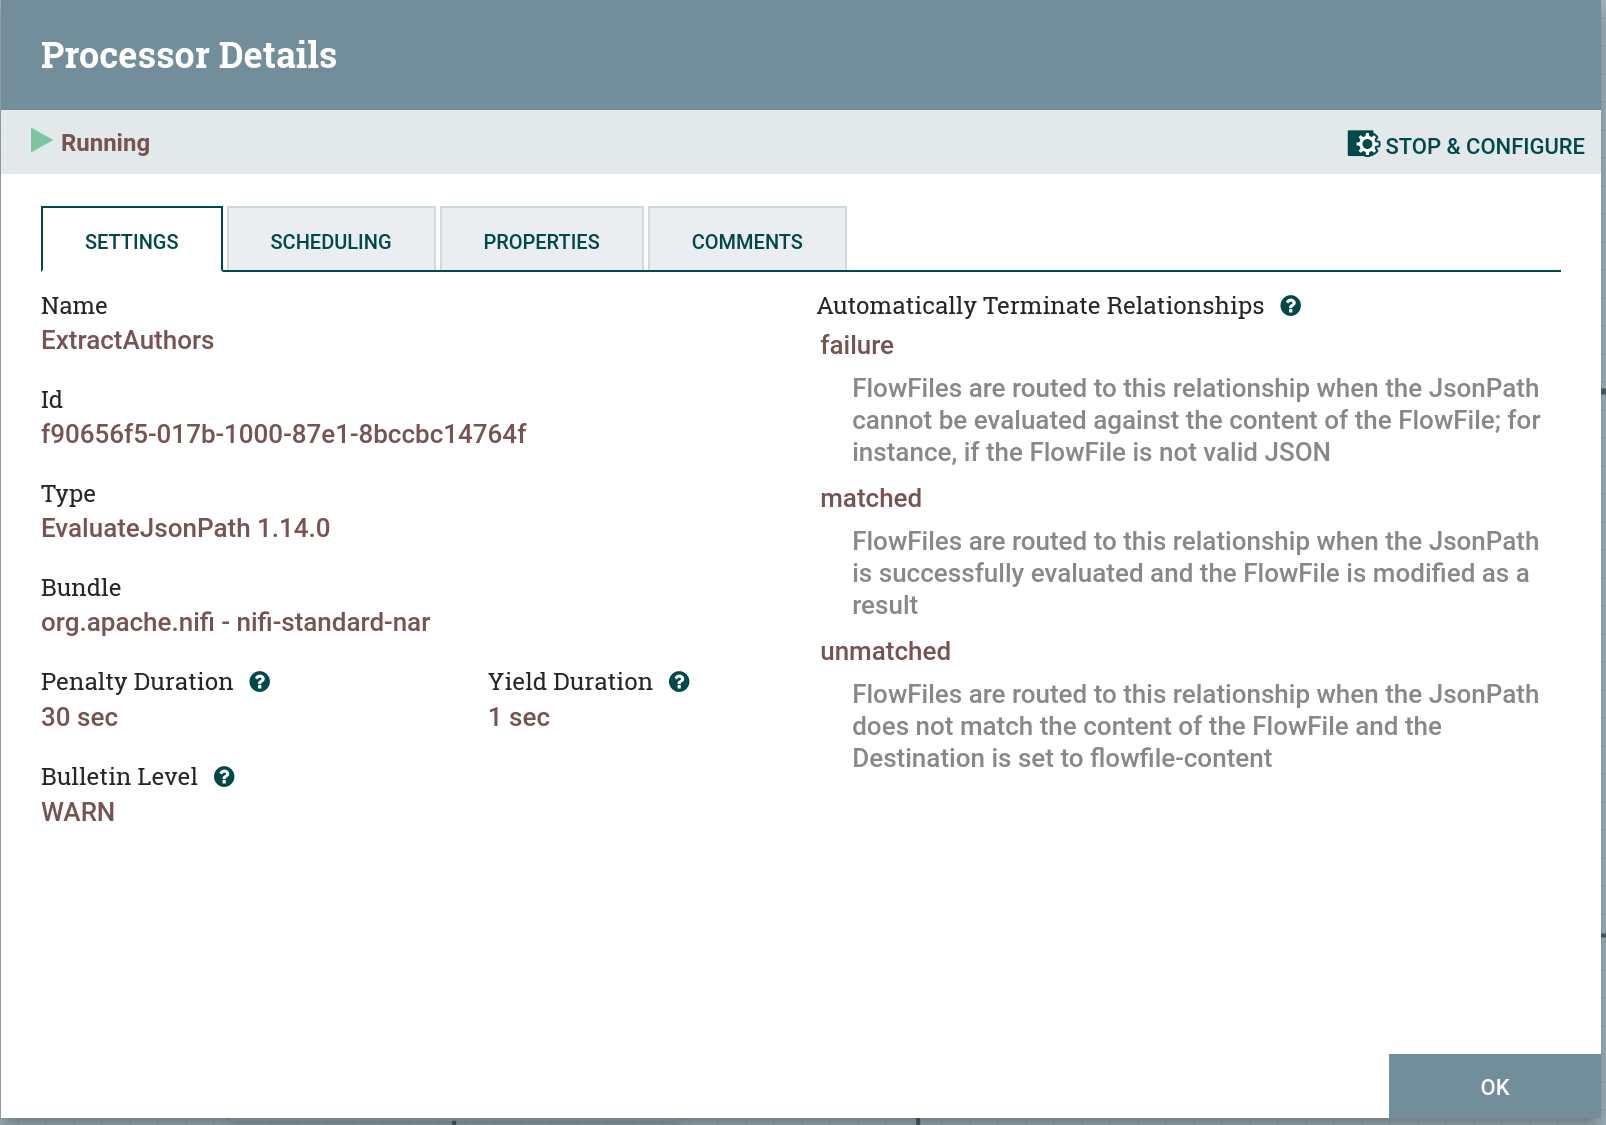 Processor Details
Running
STOP & CONFIGURE
SETTINGS
SCHEDULING
PROPERTIES
COMMENTS
Name
ExtractAuthors
Id
f90656f5-017b-1000-87e1-8bccbc14764f
Type
EvaluateJsonPath 1.14.0
Bundle
org.apache.nifi - nifi-standard-nar
Penalty Duration
30 sec
Yield Duration
1 sec
Bulletin Level
WARN
Automatically Terminate Relationships
failure
FlowFiles are routed to this relationship when the JsonPath
cannot be evaluated against the content of the FlowFile; for
instance, if the FlowFile is not valid JSON
matched
FlowFiles are routed to this relationship when the JsonPath
is successfully evaluated and the FlowFile is modified as a
result
unmatched
FlowFiles are routed to this relationship when the JsonPath
does not match the content of the FlowFile and the
Destination is set to flowfile-content
OK